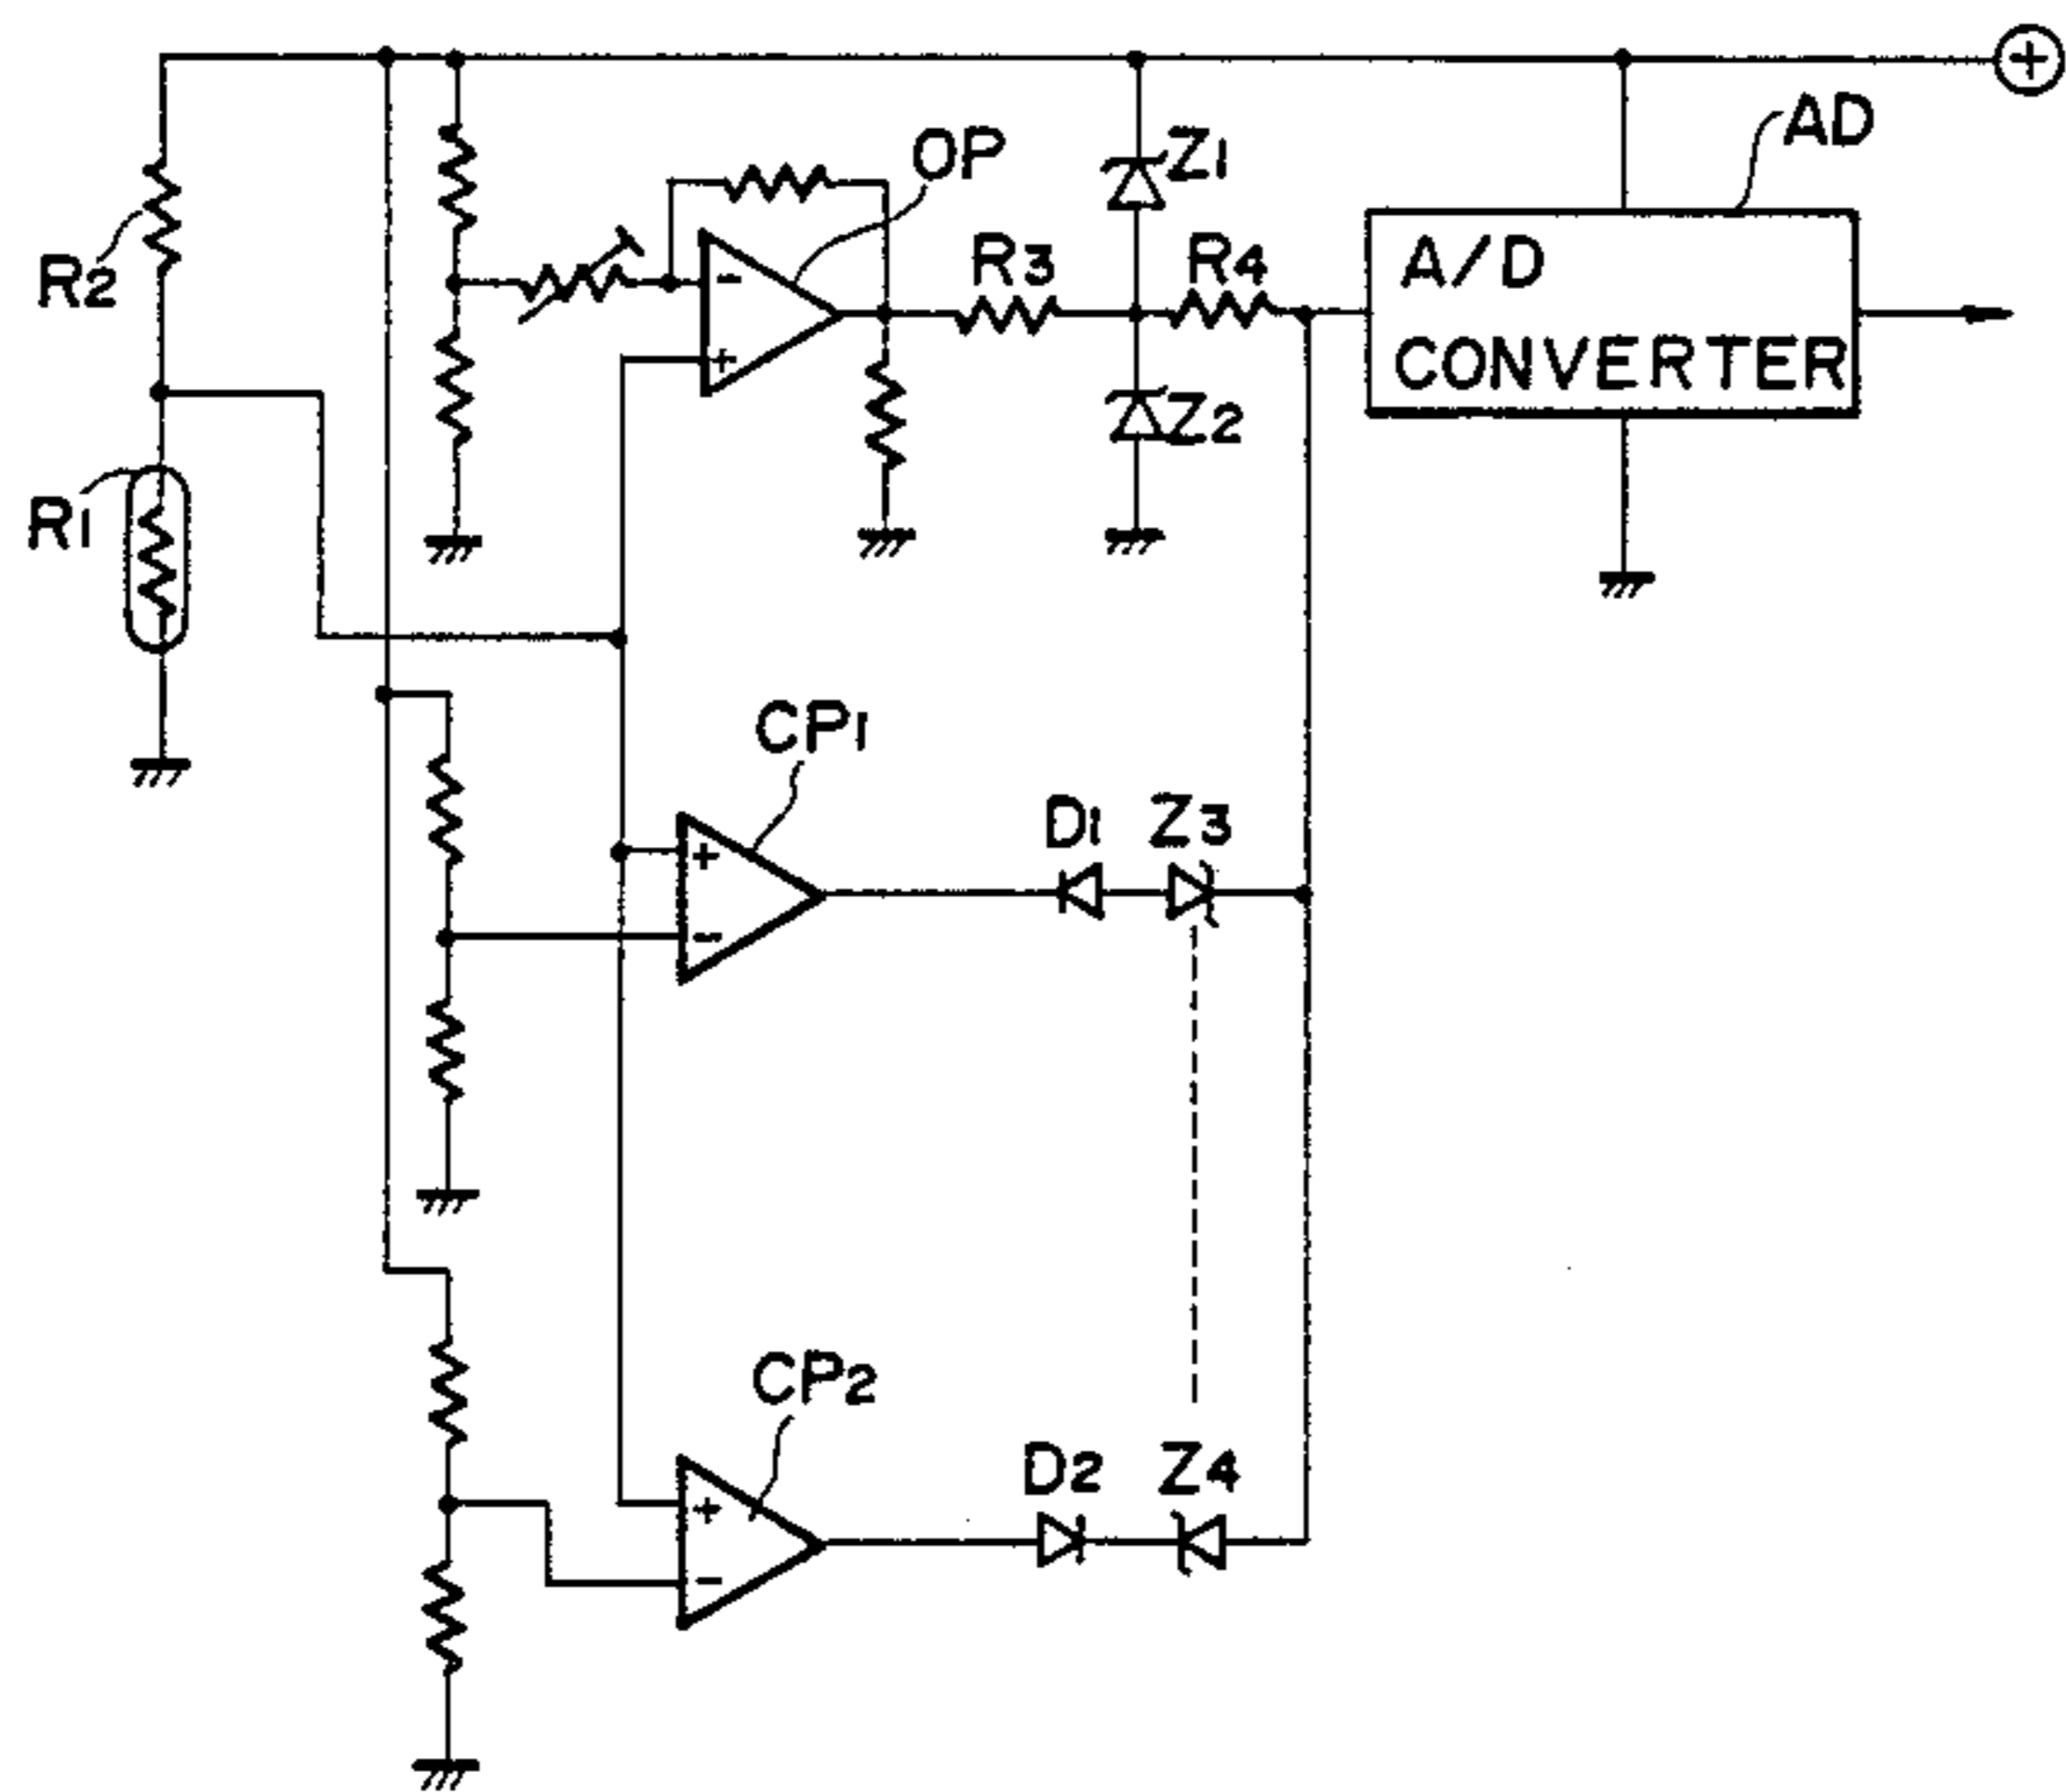 +
AD
OP
Z1
R2
-
R3
R4
A/D
CONVERTER
+
Z2
R1
CP1
D1
Z3
+
-
CP2
D2
Z4
+
-